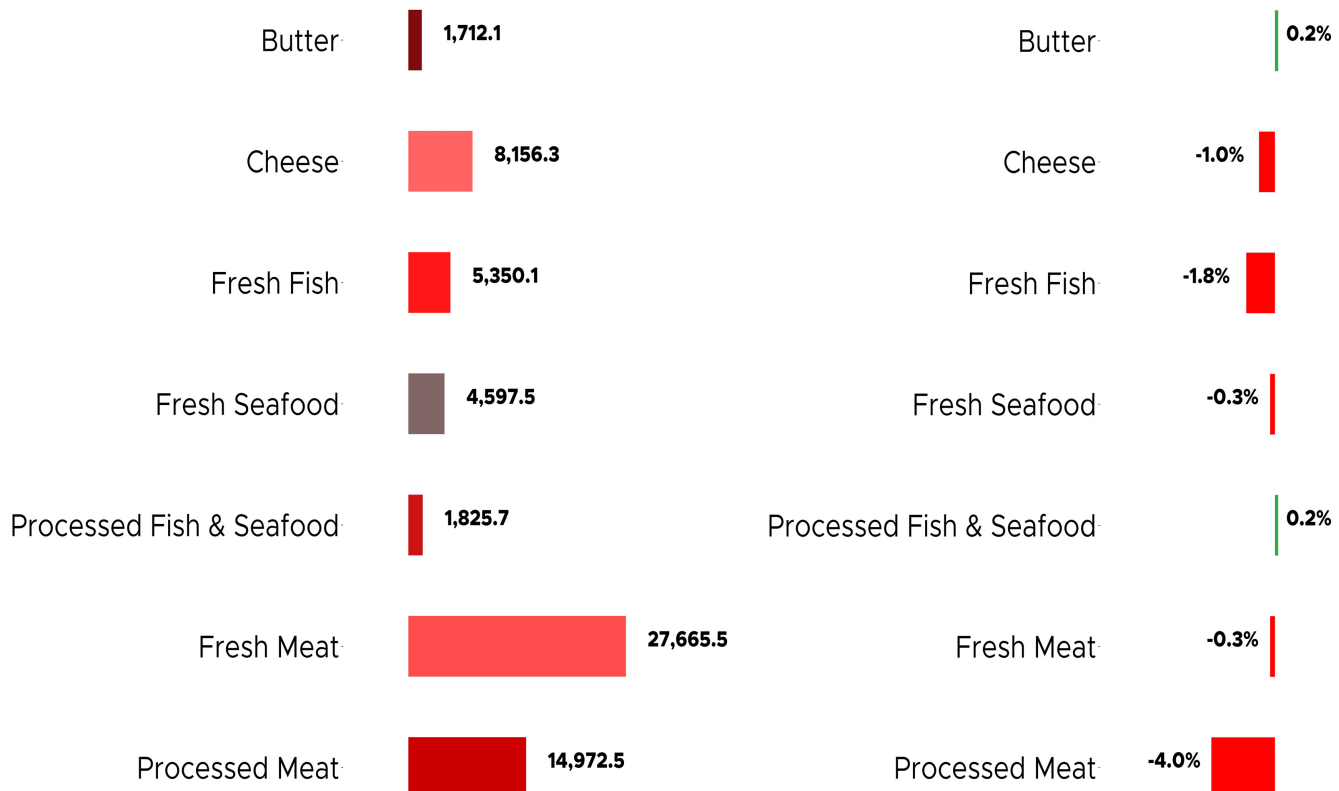 Butter 1,712.1 Butter 0.2%
Cheese 8,156.3 Cheese -1.0%
Fresh Fish 5,350.1 Fresh Fish -1.8%
Fresh Seafood 4,597.5 Fresh Seafood -0.3%
Processed Fish & Seafood 1,825.7 Processed Fish & Seafood 0.2%
Fresh Meat 27,665.5 Fresh Meat -0.3%
Processed Meat 14,972.5 Processed Meat -4.0%